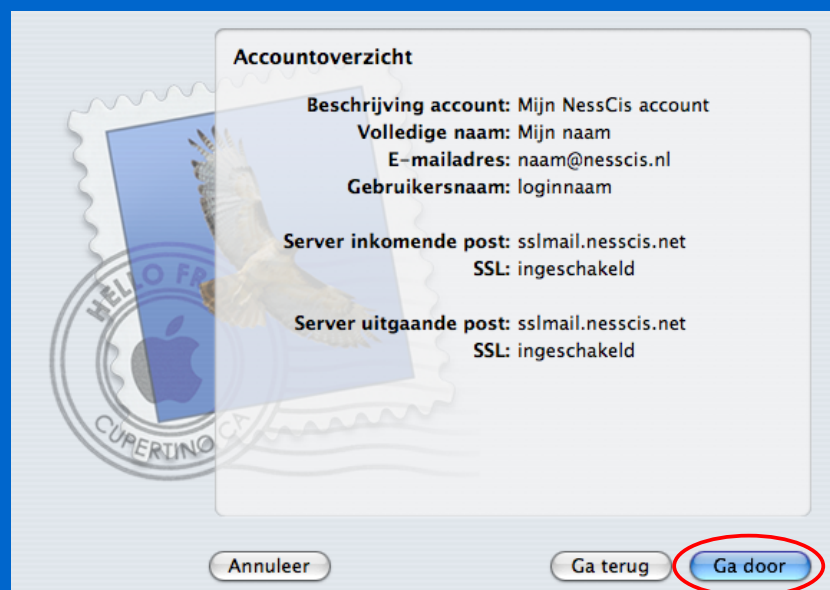 Accountoverzicht
Beschrijving account: Mijn NessCis account
Volledige naam: Mijn naam
E-mailadres: naam@nesscis.nl
Gebruikersnaam: loginnaam
Server inkomende post: sslmail.nesscis.net
SSL: ingeschakeld
Server uitgaande post: sslmail.nesscis.net
SSL: ingeschakeld
HELLO FR
CUPERTINO CA
Annuleer
Ga terug
Ga door